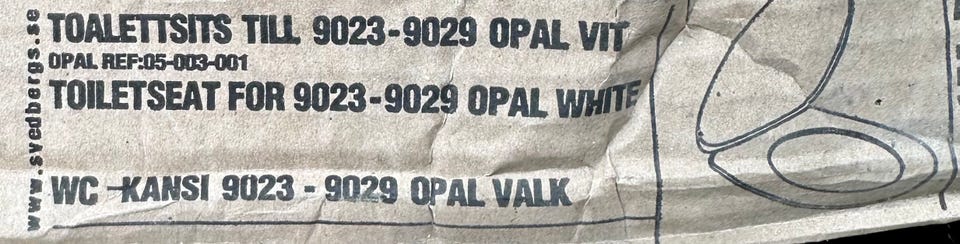 www.svedbergs.se
TOALETTSITS TILL 9023-9029 OPAL VIT
OPAL REF:05-003-001
TOILETSEAT FOR 9023-9029 OPAL WHITE
WC-KANSI 9023 - 9029 OPAL VALK